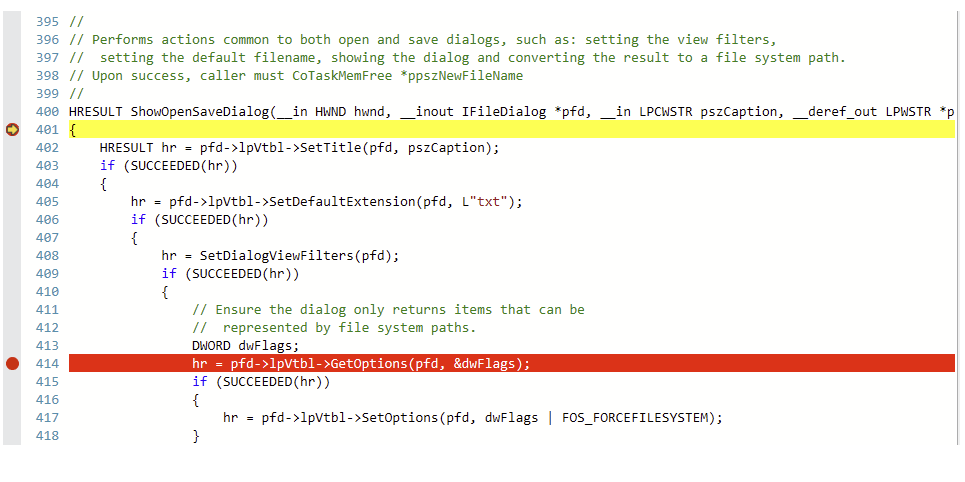 395 //
396 // Performs actions common to both open and save dialogs, such as: setting the view filters,
397 //  setting the default filename, showing the dialog and converting the result to a file system path.
398 // Upon success, caller must CoTaskMemFree *ppszNewFileName
399 //
400 HRESULT ShowOpenSaveDialog(__in HWND hwnd, __inout IFileDialog *pfd, __in LPCWSTR pszCaption, __deref_out LPWSTR *p
401 {
402     HRESULT hr = pfd->lpVtbl->SetTitle(pfd, pszCaption);
403     if (SUCCEEDED(hr))
404     {
405         hr = pfd->lpVtbl->SetDefaultExtension(pfd, L"txt");
406         if (SUCCEEDED(hr))
407         {
408             hr = SetDialogViewFilters(pfd);
409             if (SUCCEEDED(hr))
410             {
411                 // Ensure the dialog only returns items that can be
412                 //  represented by file system paths.
413                 DWORD dwFlags;
414                 hr = pfd->lpVtbl->GetOptions(pfd, &dwFlags);
415                 if (SUCCEEDED(hr))
416                 {
417                     hr = pfd->lpVtbl->SetOptions(pfd, dwFlags | FOS_FORCEFILESYSTEM);
418                 }